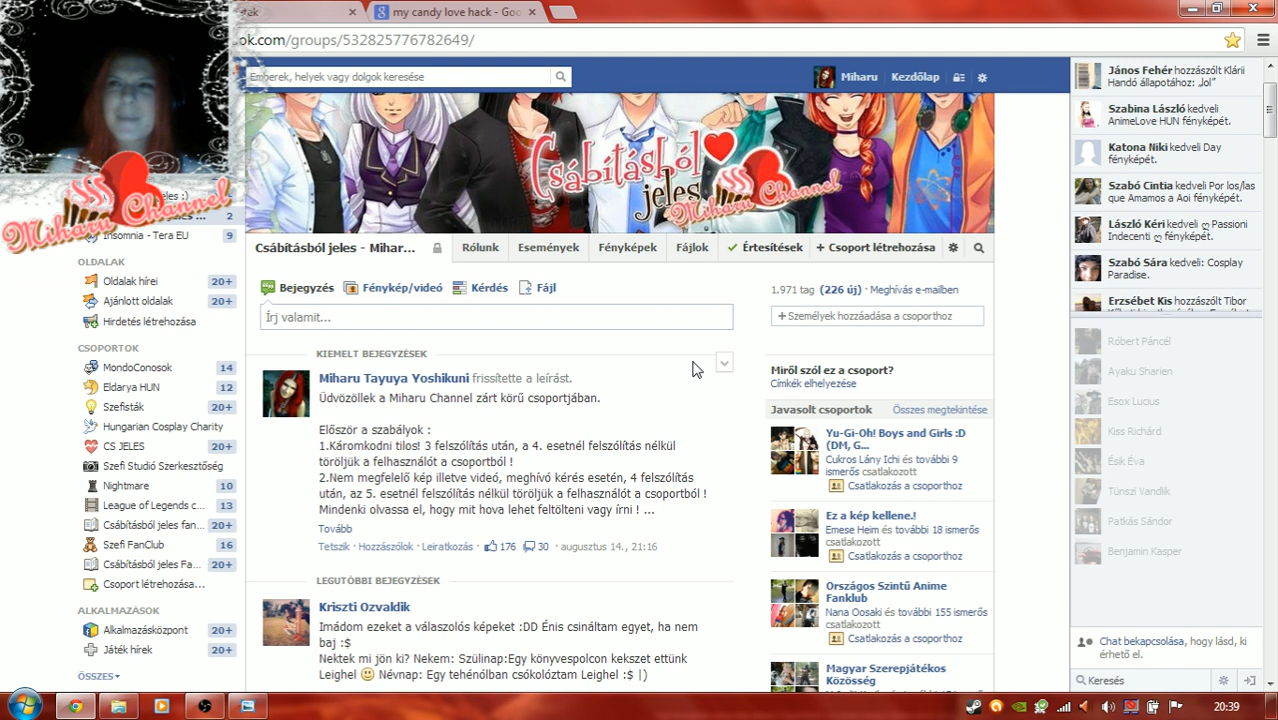 tek
my candy love hack - Goo
ok.com/groups/532825776782649/
Emberek, helyek vagy dolgok keresése
Miharu
Kezdőlap
Csábításból jeles
Miharu Channel
Miharu Channel
jeles :)
jeles ... 2
Insomnia - Tera EU 9
OLDALAK
Oldalak hírei 20+
Ajánlott oldalak 20+
Hirdetés létrehozása
CSOPORTOK
MondoConosok 14
Eldarya HUN 12
Szefisták 20+
Hungarian Cosplay Charity
CS JELES 20+
Szefi Studió Szerkesztőség
Nightmare 10
League of Legends c... 13
Csábításból jeles fan... 20+
Szefi FanClub 16
Csábításból jeles Fa... 20+
Csoport létrehozása...
ALKALMAZÁSOK
Alkalmazásközpont 20+
Játék hírek 20+
ÖSSZES
Csábításból jeles - Mihar...
Rólunk
Események
Fényképek
Fájlok
Értesítések
+ Csoport létrehozása
Bejegyzés
Fénykép/videó
Kérdés
Fájl
Írj valamit...
KIEMELT BEJEGYZÉSEK
Miharu Tayuya Yoshikuni frissítette a leírást.
Üdvözöllek a Miharu Channel zárt körű csoportjában.
Először a szabályok :
1.Káromkodni tilos! 3 felszólítás után, a 4. esetnél felszólítás nélkül
töröljük a felhasználót a csoportból !
2.Nem megfelelő kép illetve videó, meghívó kérés esetén, 4 felszólítás
után, az 5. esetnél felszólítás nélkül töröljük a felhasználót a csoportból !
Mindenki olvassa el, hogy mit hova lehet feltölteni vagy írni ! ...
Tovább
Tetszik · Hozzászólok · Leiratkozás · 176 30 · augusztus 14., 21:16
LEGUTÓBBI BEJEGYZÉSEK
Kriszti Ozvaldik
Imádom ezeket a válaszolós képeket :DD Énis csináltam egyet, ha nem
baj :$
Nektek mi jön ki? Nekem: Szülinap:Egy könyvespolcon kekszet ettünk
Leighel Névnap: Egy tehénólban csókolóztam Leighel :$ |)
1.971 tag (226 új) · Meghívás e-mailben
+ Személyek hozzáadása a csoporthoz
Miről szól ez a csoport?
Címkék elhelyezése
Javasolt csoportok
Összes megtekintése
Yu-Gi-Oh! Boys and Girls :D
(DM, G...
Cukros Lány Ichi és további 9
ismerős csatlakozott
Csatlakozás a csoporthoz
Ez a kép kellene.!
Emese Heim és további 18 ismerős
csatlakozott
Csatlakozás a csoporthoz
Országos Szintű Anime
Fanklub
Nana Oosaki és további 155 ismerős
csatlakozott
Csatlakozás a csoporthoz
Magyar Szerepjátékos
Közösség
János Fehér hozzászólt Klárii
Handó állapotához: „lol”
Szabina László kedveli
AnimeLove HUN fényképét.
Katona Niki kedveli Day
fényképét.
Szabó Cintia kedveli Por los/las
que Amamos a Aoi fényképét.
László Kéri kedveli ღ Passioni
Indecenti ღ fényképét.
Szabó Sára kedveli: Cosplay
Paradise.
Erzsébet Kis hozzászólt Tibor
Róbert Páncél
Ayaku Sharien
Esox Lucius
Kiss Richárd
Ésik Éva
Tünszi Vandlik
Patkás Sándor
Benjamin Kasper
Chat bekapcsolása, hogy lásd, ki
érhető el.
Keresés
20:39